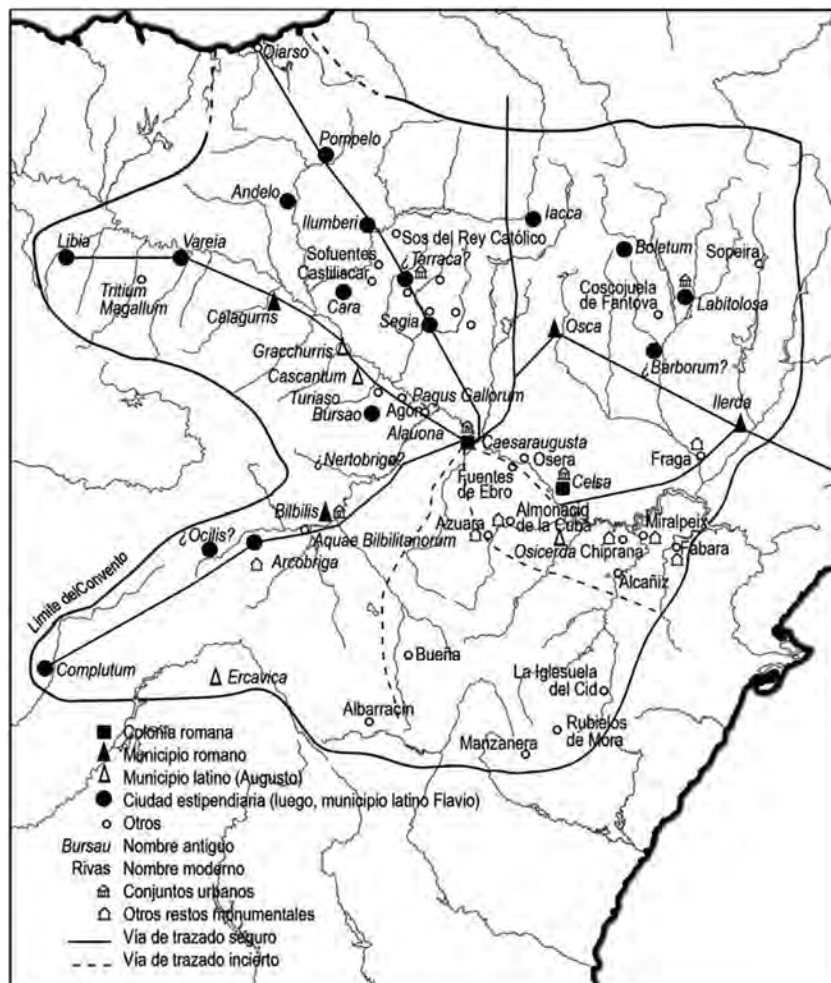 Oiarso
Pompelo
Andelo
Ilumberi
Iacca
Sos del Rey Católico
Libia
Vareia
Sofuentes
¿Tarraca?
Boletum
Sopeira
Castiliscar
Tritium
Magallum
Cara
Coscojuela
de Fantova
Labitolosa
Calagurris
Segia
Osca
Gracchurris
¿Barborum?
Cascantum
Turiaso
Pagus Gallorum
Bursao
Agón
Ilerda
Alauona
Caesaraugusta
¿Nertobriga?
Osera
Fraga
Fuentes
de Ebro
Celsa
Bilbilis
Almonacid
de la Cuba
Miralpeix
Azuara
¿Ocilis?
Aquae Bilbilitanorum
Osicerda
Chiprana
Fabara
Arcobriga
Alcañiz
Límite del Convento
Bueña
Complutum
Ercavica
La Iglesuela
del Cid
Albarracín
Rubielos
de Mora
Manzanera
Colonia romana
Municipio romano
Municipio latino (Augusto)
Ciudad estipendiaria (luego, municipio latino Flavio)
Otros
Bursau Nombre antiguo
Rivas Nombre moderno
Conjuntos urbanos
Otros restos monumentales
Vía de trazado seguro
Vía de trazado incierto